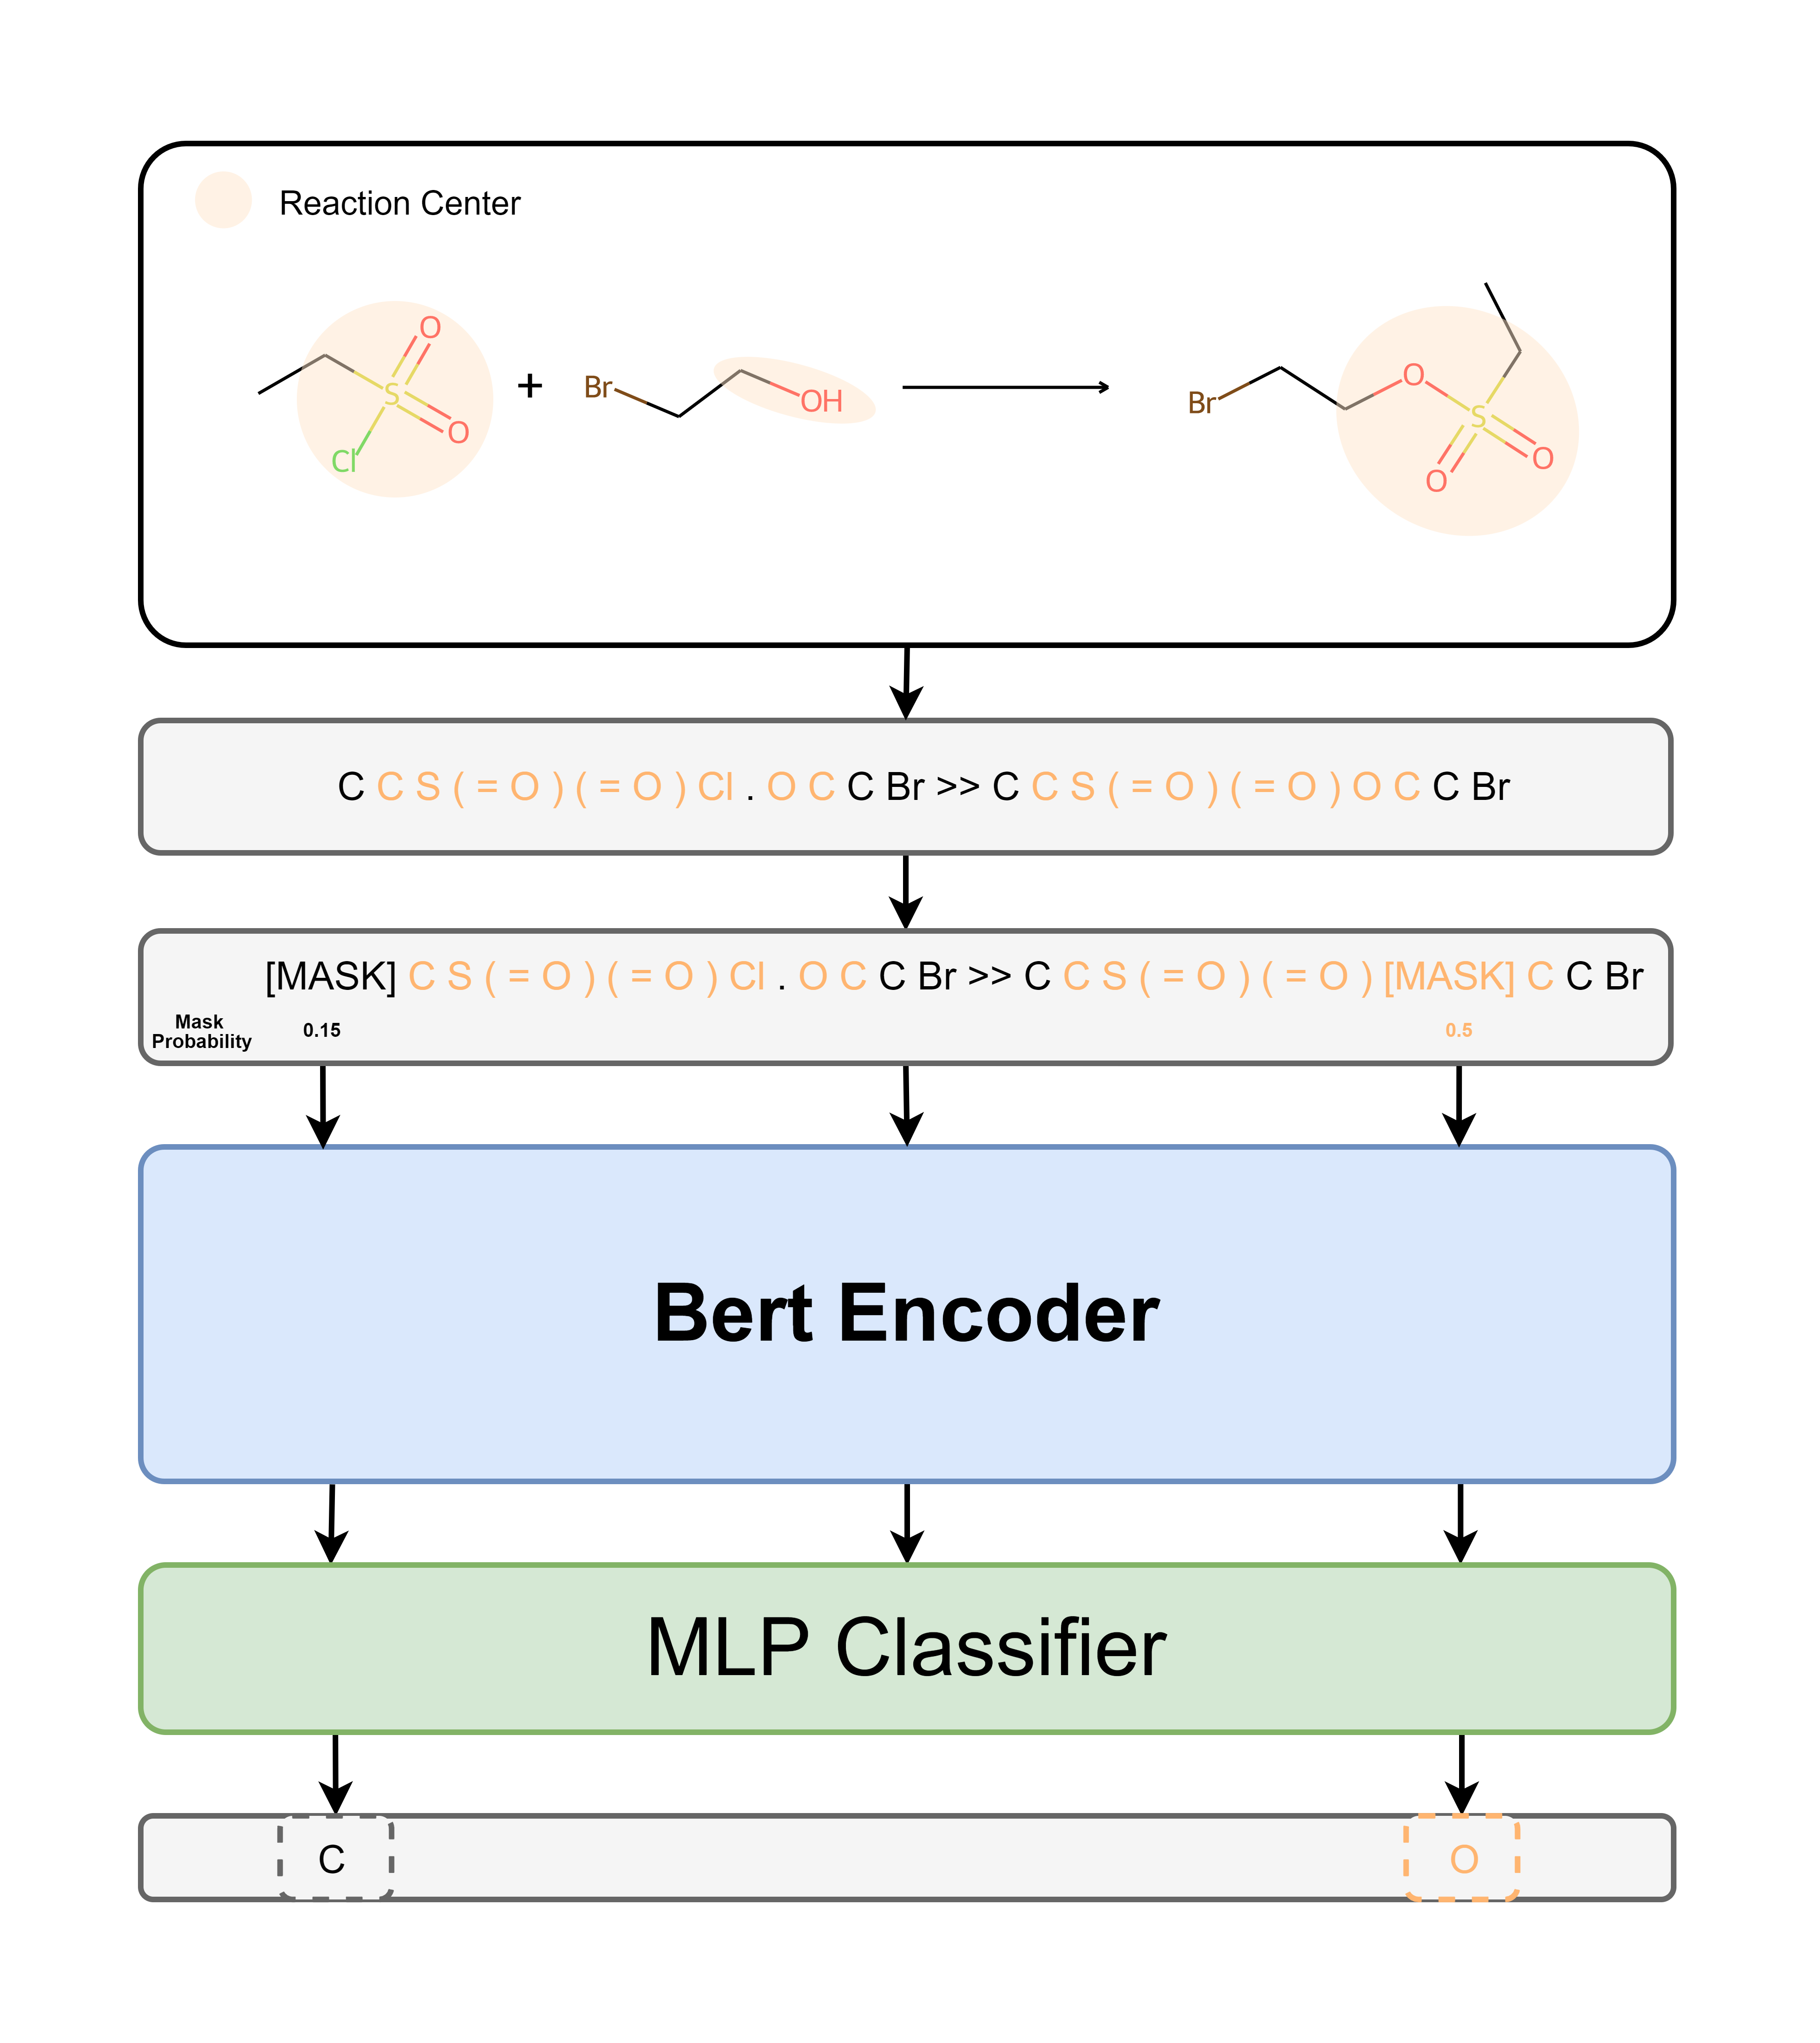 Reaction Center
O
S
O
Cl
+
Br
OH
Br
O
S
O
O
C C S ( = O ) ( = O ) Cl . O C C Br >> C C S ( = O ) ( = O ) O C C Br
[MASK] C S ( = O ) ( = O ) Cl . O C C Br >> C C S ( = O ) ( = O ) [MASK] C C Br
Mask
Probability
0.15
0.5
Bert Encoder
MLP Classifier
C
O